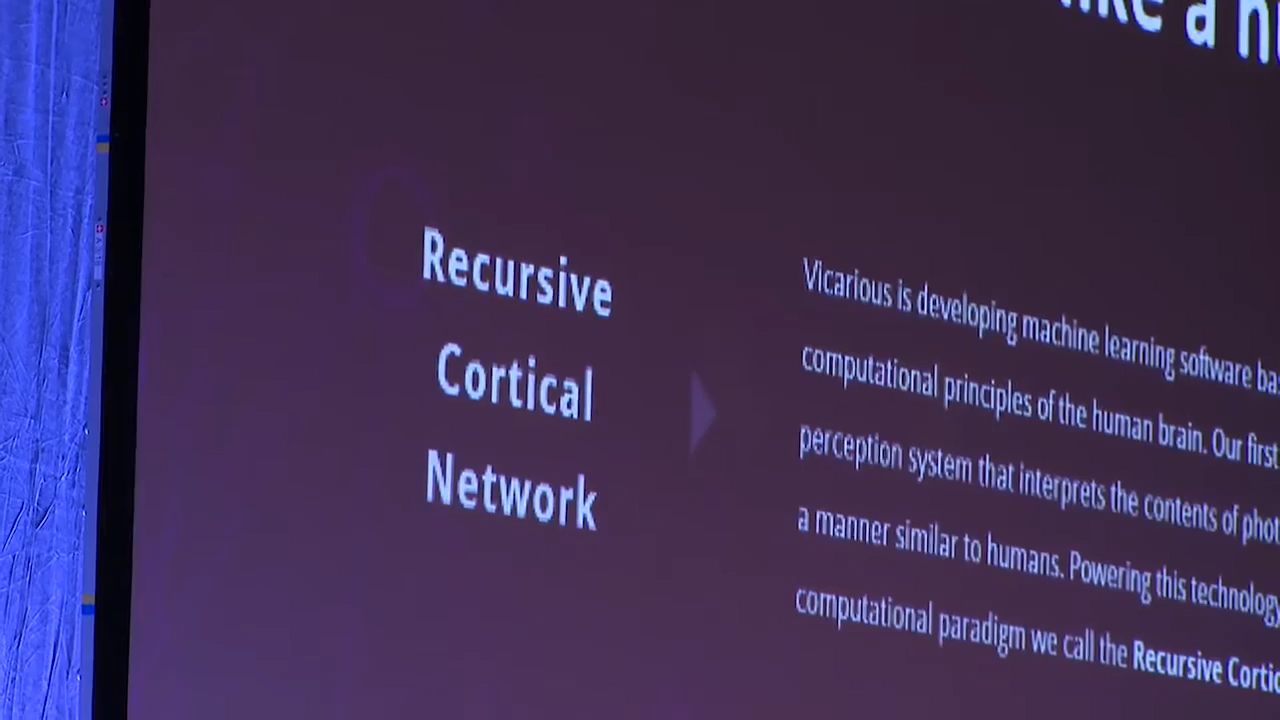 a
Recursive
Cortical
Network
Vicarious is developing machine learning software
computational principles of the human brain. Our first
perception system that interprets the contents of
a manner similar to humans. Powering this technology
computational paradigm we call the Recursive